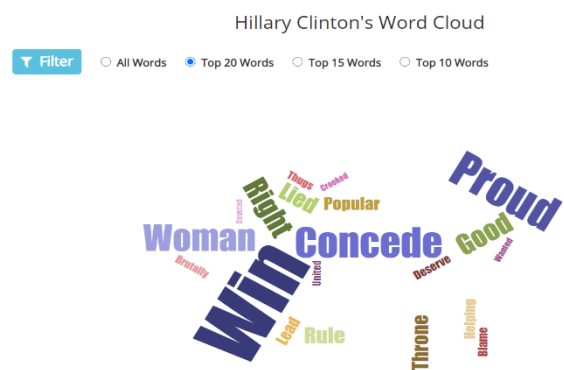 Hillary Clinton's Word Cloud
Filter All Words Top 20 Words Top 15 Words Top 10 Words
Proud
Thugs
Crooked
Right
Lied
Popular
Woman
Concede
Good
Wanted
Brutally
Deserve
United
Win
Lead
Rule
Throne
Helping
Blame